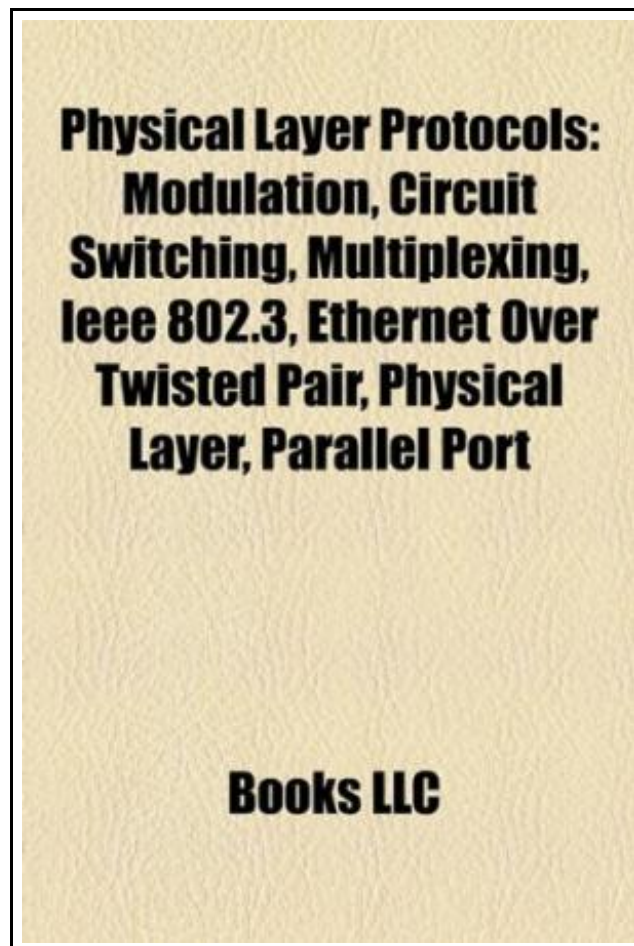 Physical Layer Protocols:
Modulation, Circuit
Switching, Multiplexing,
Ieee 802.3, Ethernet Over
Twisted Pair, Physical
Layer, Parallel Port
Books LLC